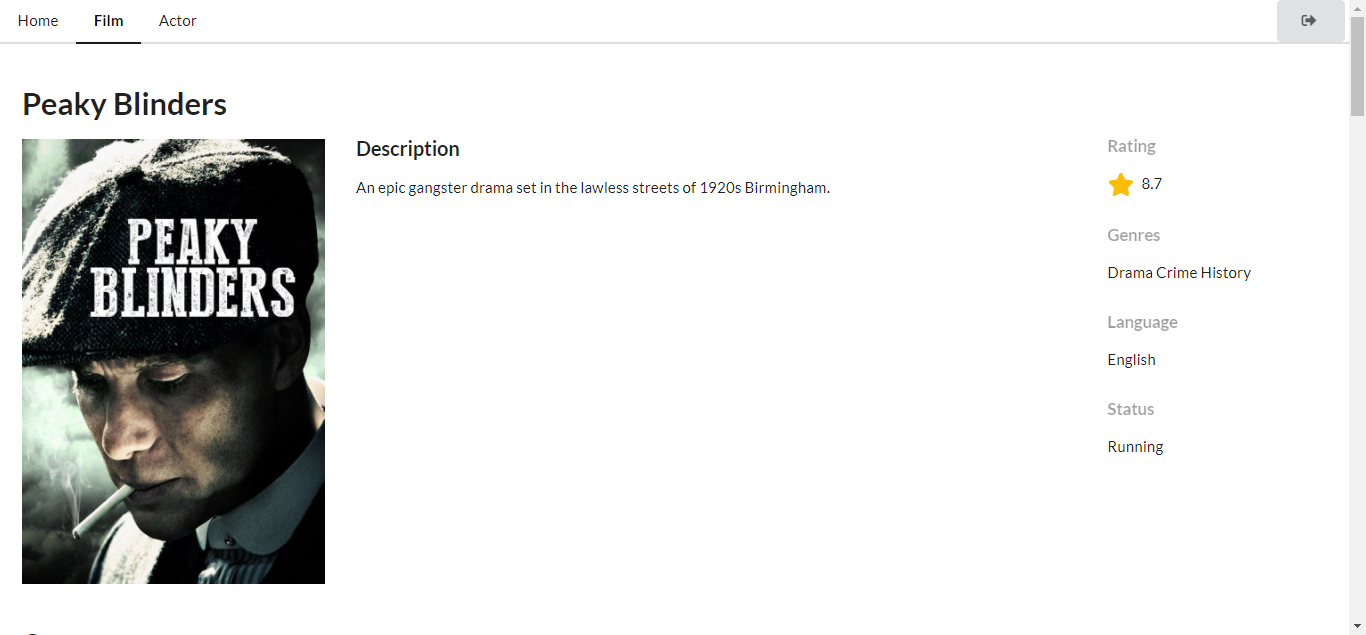 Home Film Actor
Peaky Blinders
PEAKY
BLINDERS
Description
An epic gangster drama set in the lawless streets of 1920s Birmingham.
Rating
8.7
Genres
Drama Crime History
Language
English
Status
Running